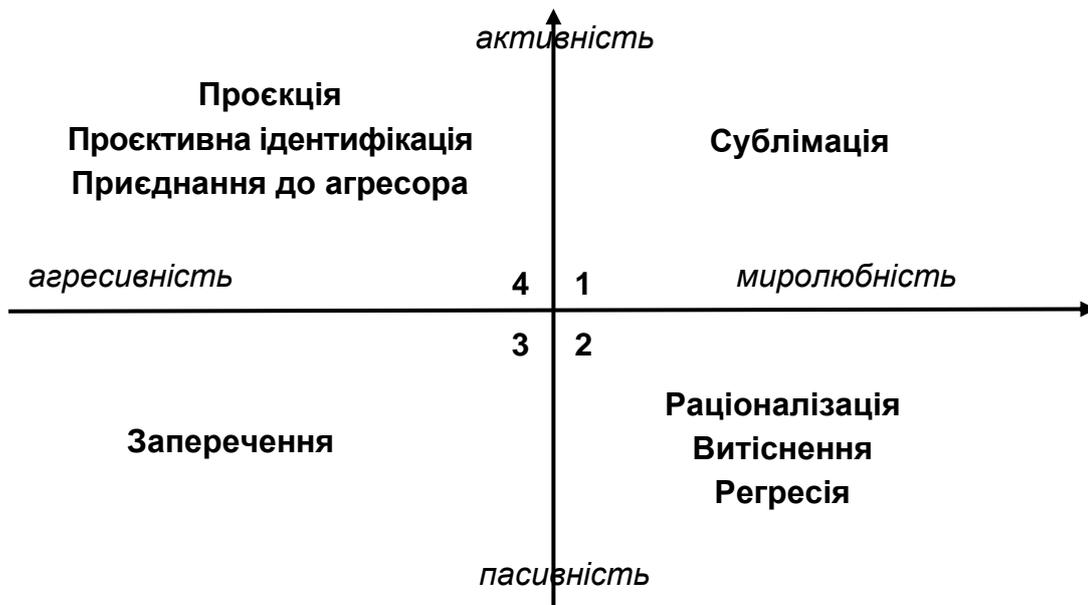 активність
Проєкція
Проєктивна ідентифікація
Приєднання до агресора
Сублімація
агресивність
4 1
миролюбність
3 2
Заперечення
Раціоналізація
Витіснення
Регресія
пасивність